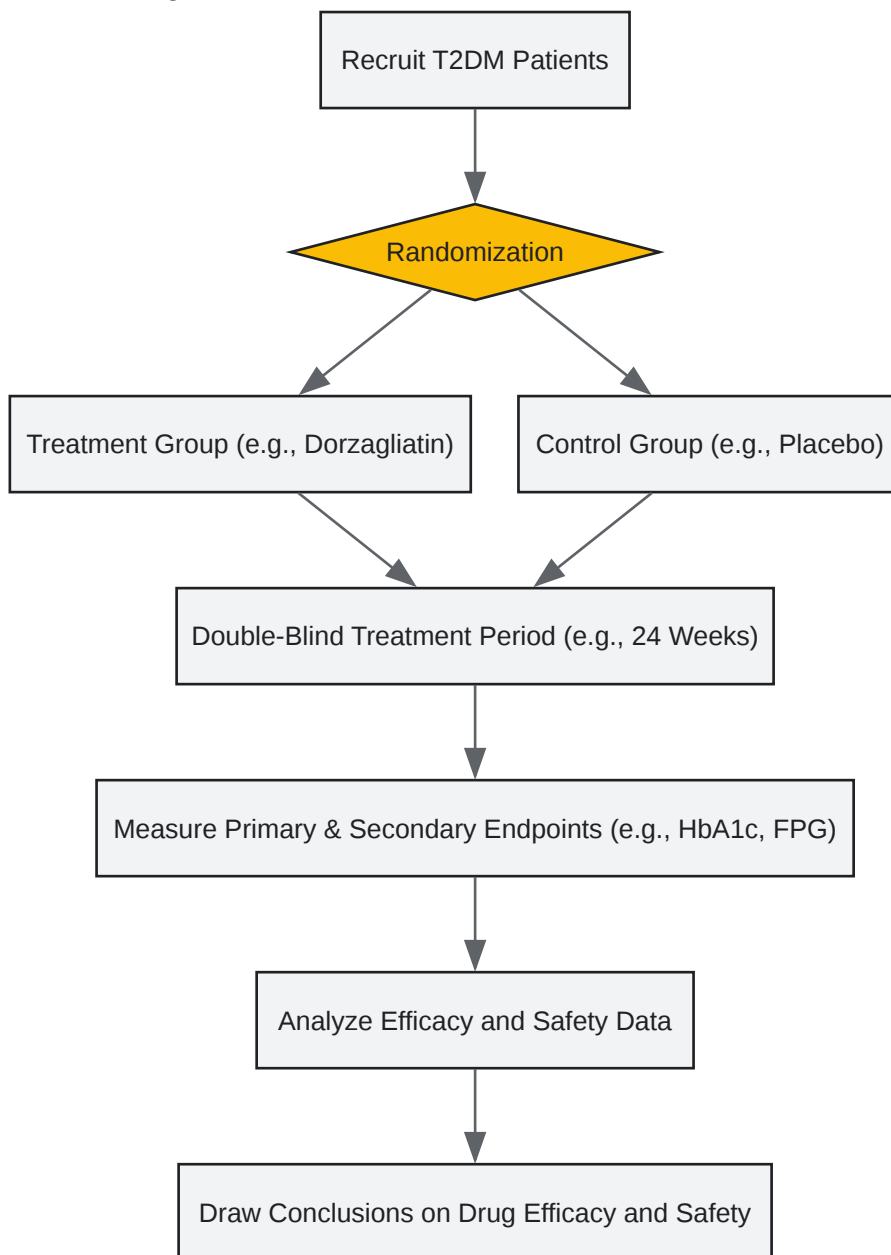 Recruit T2DM Patients
Randomization
Treatment Group (e.g., Dorzagliatin)
Control Group (e.g., Placebo)
Double-Blind Treatment Period (e.g., 24 Weeks)
Measure Primary & Secondary Endpoints (e.g., HbA1c, FPG)
Analyze Efficacy and Safety Data
Draw Conclusions on Drug Efficacy and Safety